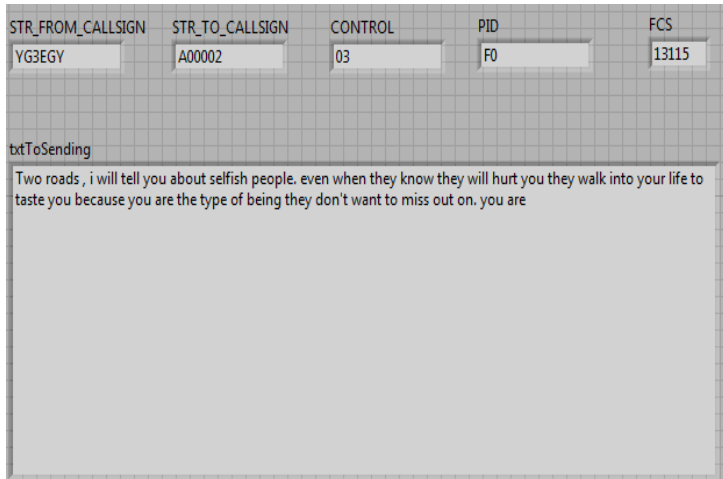 STR_FROM_CALLSIGN STR_TO_CALLSIGN CONTROL PID FCS
YG3EGY A00002 03 F0 13115
txtToSending
Two roads , i will tell you about selfish people. even when they know they will hurt you they walk into your life to
taste you because you are the type of being they don't want to miss out on. you are